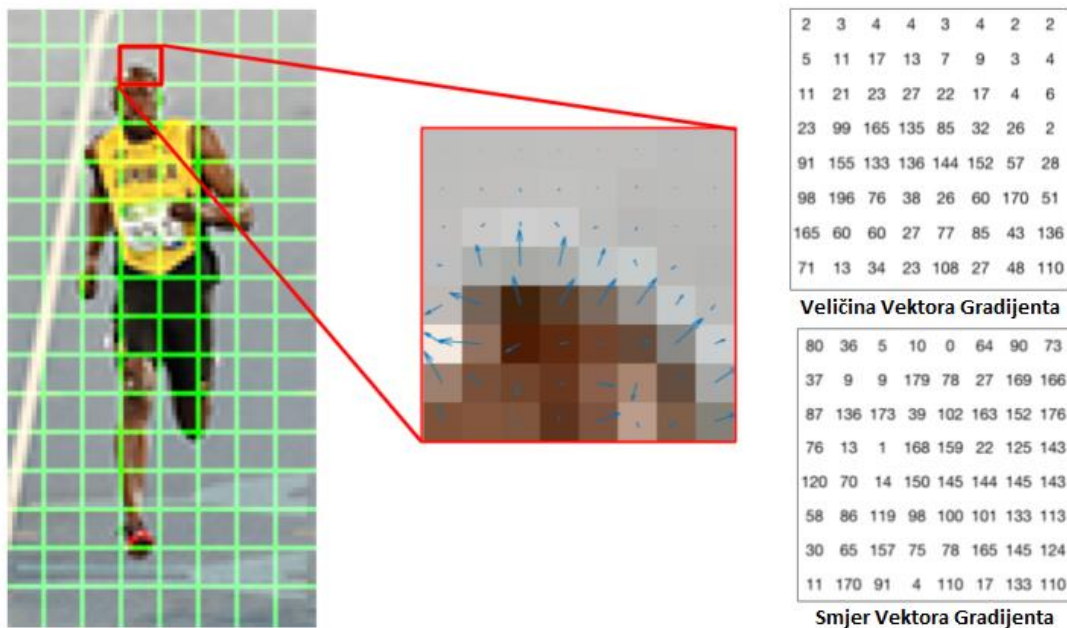 2 3 4 4 3 4 2 2
5 11 17 13 7 9 3 4
11 21 23 27 22 17 4 6
23 99 165 135 85 32 26 2
91 155 133 136 144 152 57 28
98 196 76 38 26 60 170 51
165 60 60 27 77 85 43 136
71 13 34 23 108 27 48 110
Veličina Vektora Gradijenta
80 36 5 10 0 64 90 73
37 9 9 179 78 27 169 166
87 136 173 39 102 163 152 176
76 13 1 168 159 22 125 143
120 70 14 150 145 144 145 143
58 86 119 98 100 101 133 113
30 65 157 75 78 165 145 124
11 170 91 4 110 17 133 110
Smjer Vektora Gradijenta